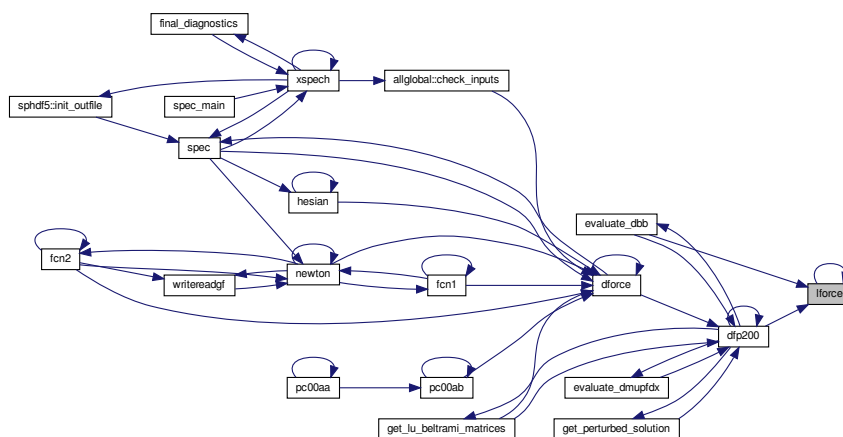 final_diagnostics
xspech
allglobal::check_inputs
sphdf5::init_outfile
spec_main
spec
hesian
evaluate_dbb
fcn2
writereadgf
newton
fcn1
dforce
lforce
dfp200
pc00aa
pc00ab
evaluate_dmupfdx
get_lu_beltrami_matrices
get_perturbed_solution